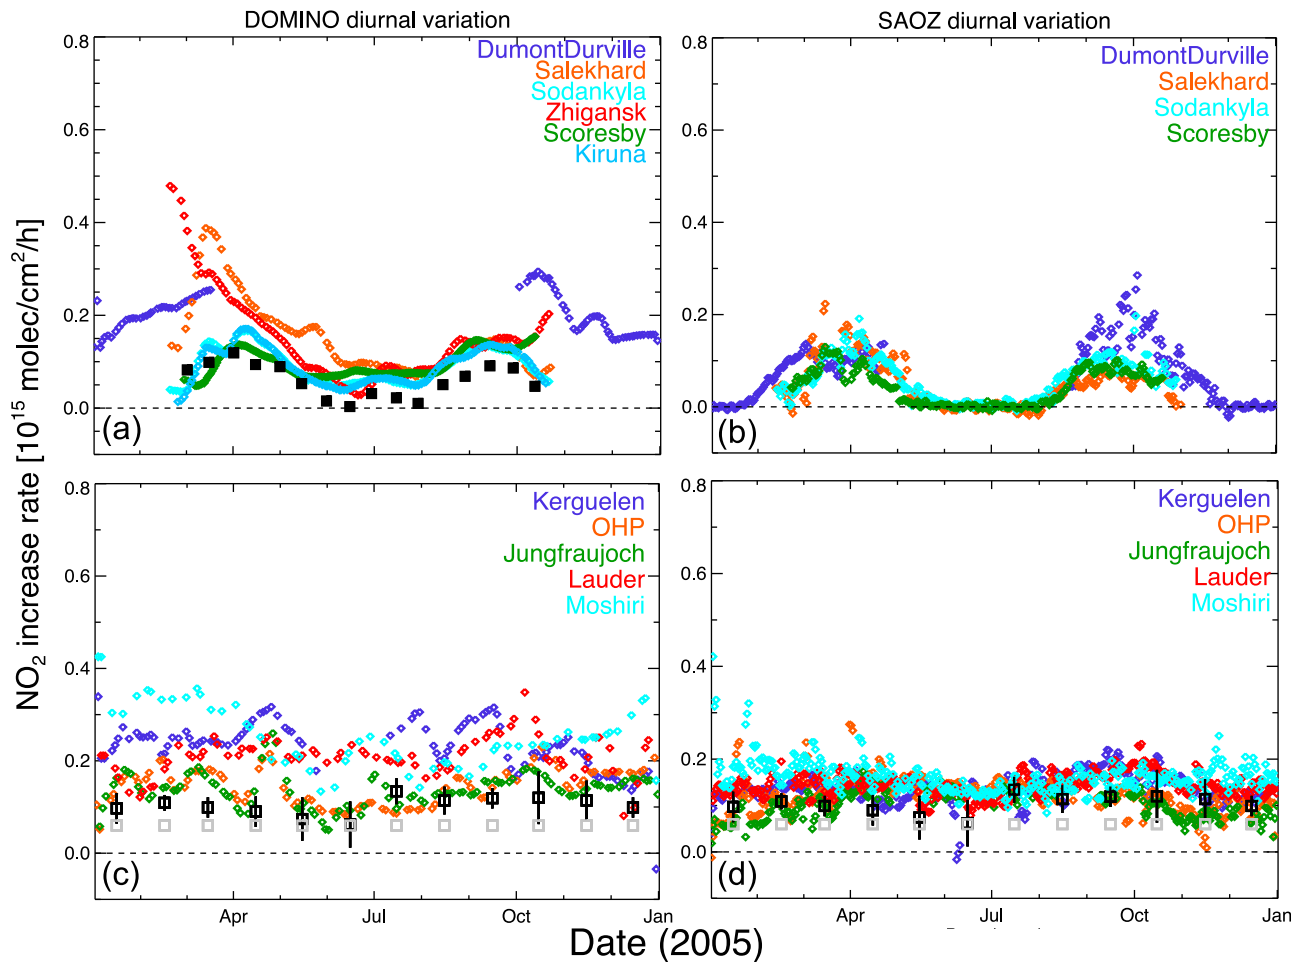 DOMINO diurnal variation
SAOZ diurnal variation
NO2 increase rate [10^15 molec/cm^2/h]
0.8
0.6
0.4
0.2
0.0
DumontDurville
Salekhard
Sodankyla
Zhigansk
Scoresby
Kiruna
(a)
0.8
0.6
0.4
0.2
0.0
DumontDurville
Salekhard
Sodankyla
Scoresby
(b)
0.8
0.6
0.4
0.2
0.0
Kerguelen
OHP
Jungfraujoch
Lauder
Moshiri
(c)
Apr
Jul
Oct
Jan
0.8
0.6
0.4
0.2
0.0
Kerguelen
OHP
Jungfraujoch
Lauder
Moshiri
(d)
Apr
Jul
Oct
Jan
Date (2005)